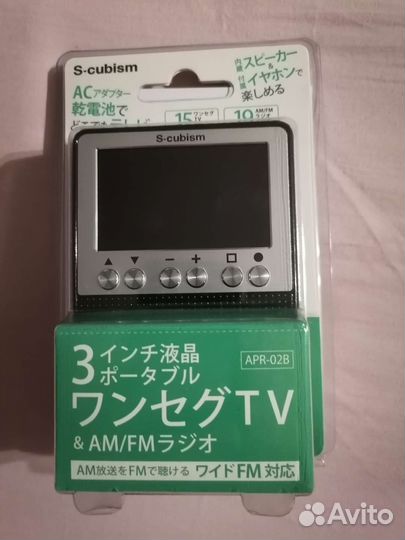 S-cubism
ACアダプター
乾電池で
内蔵スピーカー
&
付属イヤホンで
楽しめる
15 ワンセグTV
10 AM/FMラジオ
S-cubism
▲ ▼ − + □ ●
3インチ液晶
ポータブル
APR-02B
ワンセグTV
& AM/FMラジオ
AM放送をFMで聴ける ワイドFM対応
Avito